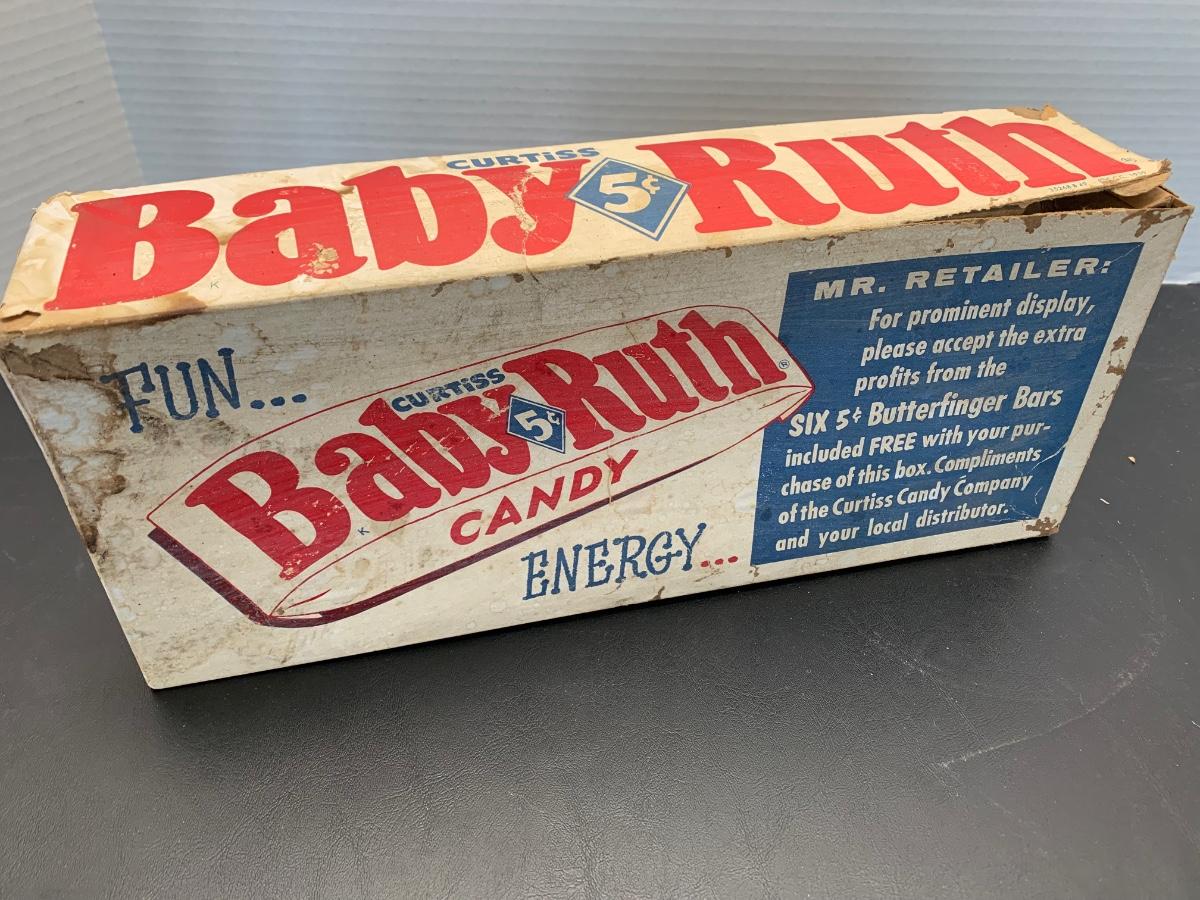 CURTiSS
Baby Ruth
5¢
K
FUN...
CURTiSS
Baby Ruth®
5¢
K
CANDY
ENERGY...
MR. RETAILER:
For prominent display,
please accept the extra
profits from the
SIX 5¢ Butterfinger Bars
included FREE with your pur-
chase of this box. Compliments
of the Curtiss Candy Company
and your local distributor.